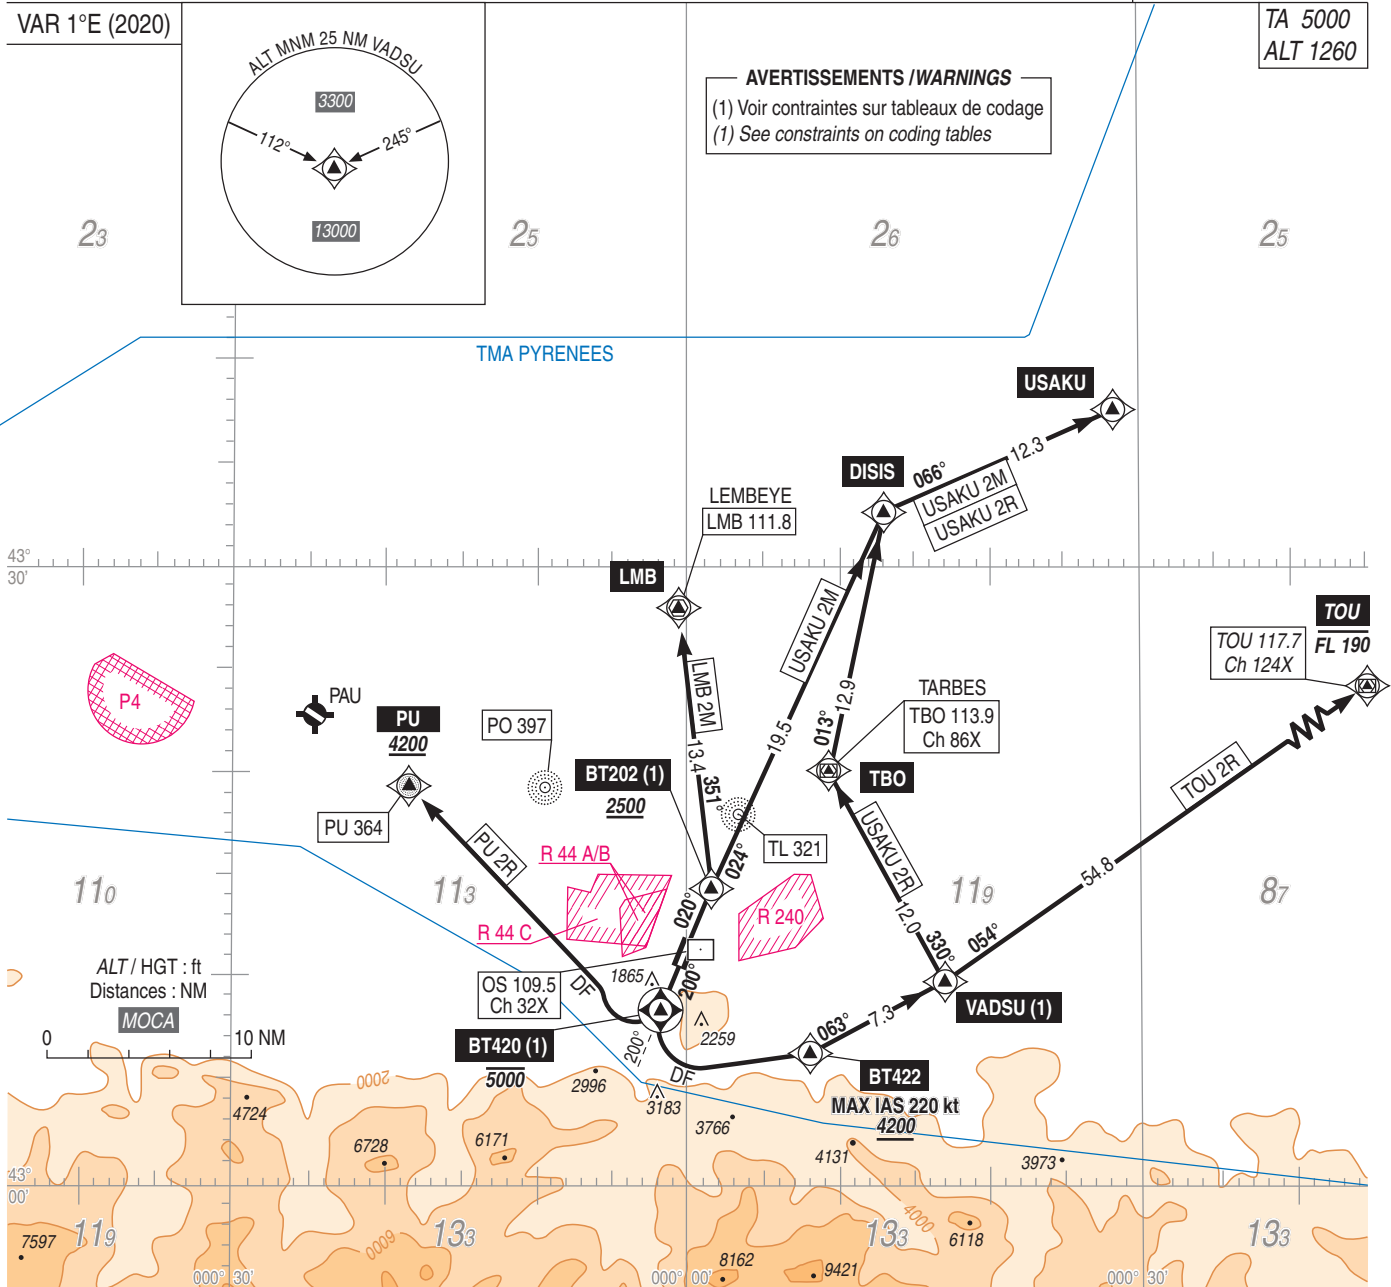 VAR 1°E (2020)
ALT MNM 25 NM VADSU
3300
112°
245°
13000
AVERTISSEMENTS /WARNINGS
(1) Voir contraintes sur tableaux de codage
(1) See constraints on coding tables
TA 5000
ALT 1260
23
25
26
25
TMA PYRENEES
USAKU
12.3
066°
USAKU 2M
USAKU 2R
DISIS
LEMBEYE
LMB 111.8
43°
30'
LMB
USAKU 2M
TOU
FL 190
TOU 117.7
Ch 124X
P4
PAU
LMB 2M
TARBES
TBO 113.9
Ch 86X
PU
4200
PO 397
13.4
19.5
013°
12.9
BT202 (1)
2500
351°
TBO
TOU 2R
PU 364
TL 321
PU 2R
R 44 A/B
024°
USAKU 2R
54.8
110
113
020°
R 240
119
87
R 44 C
12.0
330°
054°
ALT / HGT : ft
Distances : NM
MOCA
0
10 NM
DF
OS 109.5
Ch 32X
1865
200°
VADSU (1)
7.3
063°
BT420 (1)
5000
200°
2259
DF
BT422
MAX IAS 220 kt
4200
2000
4724
2996
3183
3766
6728
6171
4131
3973
43°
00'
119
133
133
133
4000
6118
6000
7597
8162
9421
000° 30'
000° 00'
000° 30'